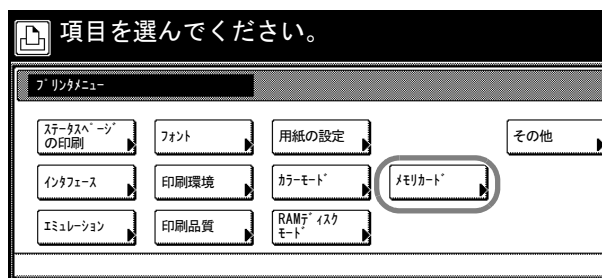 項目を選んでください。
ﾌﾟﾘﾝﾀﾒﾆｭｰ
ｽﾃｰﾀｽﾍﾟｰｼﾞ
の印刷
ﾌｫﾝﾄ
用紙の設定
その他
ｲﾝﾀﾌｪｰｽ
印刷環境
ｶﾗｰﾓｰﾄﾞ
ﾒﾓﾘｶｰﾄﾞ
ｴﾐｭﾚｰｼｮﾝ
印刷品質
RAMﾃﾞｨｽｸ
ﾓｰﾄﾞ